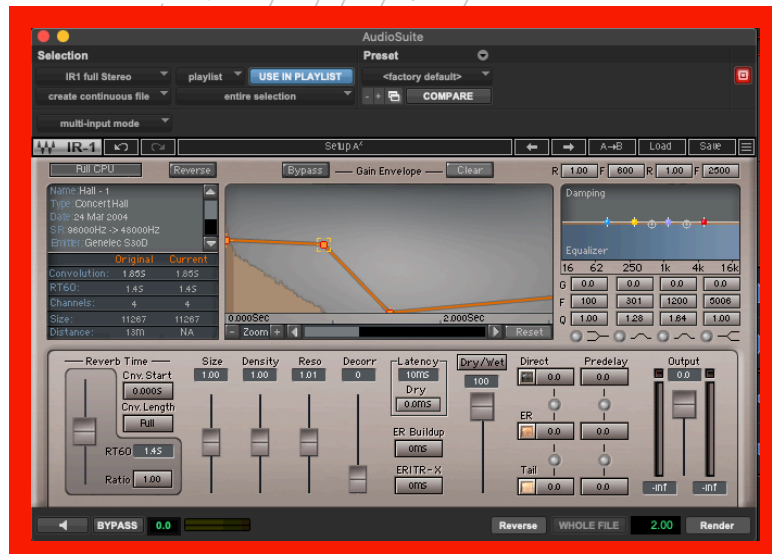 AudioSuite
Selection Preset
IR1 full Stereo playlist USE IN PLAYLIST <factory default>
create continuous file entire selection - + COMPARE
multi-input mode
IR-1 Setup A* A→B Load Save
Full CPU Reverse Bypass Gain Envelope Clear R 1.00 F 600 R 1.00 F 2500
Name: Hall - 1
Type: Concert Hall
Date: 24 Mar 2004
SR: 96000Hz -> 48000Hz
Emitter: Genelec S30D
Damping
Equalizer
Original Current
Convolution: 1.85S 1.85S
RT60: 1.4S 1.4S
Channels: 4 4
Size: 11267 11267
Distance: 13m NA
0.000Sec 2.000Sec
- Zoom + Reset
16 62 250 1k 4k 16k
G 0.0 0.0 0.0 0.0
F 100 301 1200 5006
Q 1.00 1.28 1.64 1.00
Reverb Time Size Density Reso Decorr Latency Dry/Wet Direct Predelay Output
Cnv. Start 1.00 1.00 1.01 0 10ms 100 0.0 0.0 0.0
0.000S Dry
Cnv. Length 0.0ms
Full ER
RT60 1.4S ER Buildup 0.0 0.0
0ms
Ratio 1.00 ERITR-X Tail
0ms 0.0 0.0 -inf -inf
BYPASS 0.0 Reverse WHOLE FILE 2.00 Render